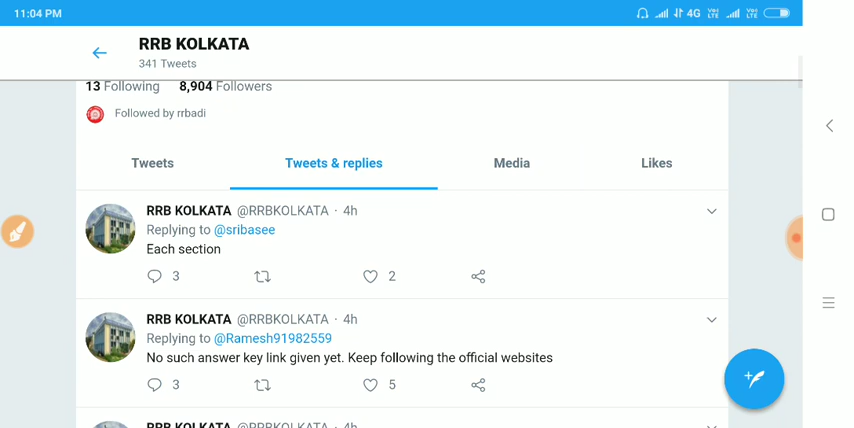 11:04 PM 4G VoLTE VoLTE
RRB KOLKATA
341 Tweets
13 Following 8,904 Followers
Followed by rrbadi
Tweets Tweets & replies Media Likes
RRB KOLKATA @RRBKOLKATA · 4h
Replying to @sribasee
Each section
3 2
RRB KOLKATA @RRBKOLKATA · 4h
Replying to @Ramesh91982559
No such answer key link given yet. Keep following the official websites
3 5
RRB KOLKATA @RRBKOLKATA · 4h